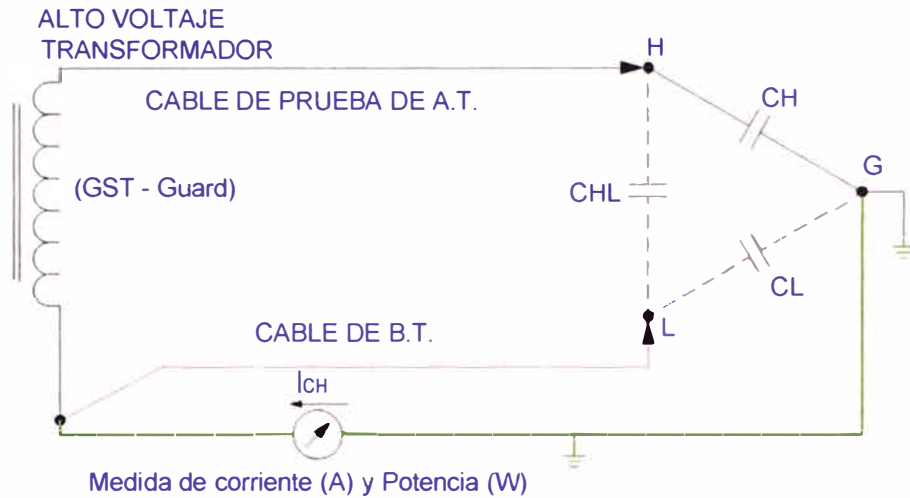 ALTO VOLTAJE
TRANSFORMADOR
H
CABLE DE PRUEBA DE A.T.
CH
(GST - Guard)
CHL
G
CL
L
CABLE DE B.T.
ICH
Medida de corriente (A) y Potencia (W)